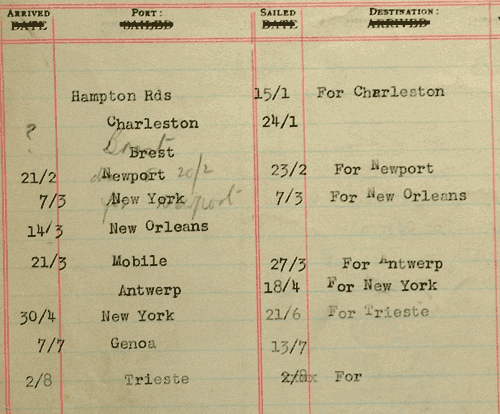 ARRIVED PORT: SAILED DESTINATION:
DATE SAILED DATE ARRIVED
Hampton Rds 15/1 For Charleston
? Charleston 24/1
Brest
Brest
21/2 Newport 20/2 23/2 For Newport
7/3 New York 7/3 For New Orleans
14/3 New Orleans
21/3 Mobile 27/3 For Antwerp
Antwerp 18/4 For New York
30/4 New York 21/6 For Trieste
7/7 Genoa 13/7
2/8 Trieste 2/8 For